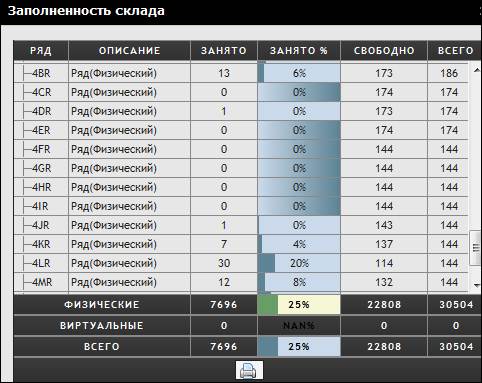 Заполненность склада
РЯД ОПИСАНИЕ ЗАНЯТО ЗАНЯТО % СВОБОДНО ВСЕГО
4BR Ряд(Физический) 13 6% 173 186
4CR Ряд(Физический) 0 0% 174 174
4DR Ряд(Физический) 1 0% 173 174
4ER Ряд(Физический) 0 0% 174 174
4FR Ряд(Физический) 0 0% 144 144
4GR Ряд(Физический) 0 0% 144 144
4HR Ряд(Физический) 0 0% 144 144
4IR Ряд(Физический) 0 0% 144 144
4JR Ряд(Физический) 1 0% 143 144
4KR Ряд(Физический) 7 4% 137 144
4LR Ряд(Физический) 30 20% 114 144
4MR Ряд(Физический) 12 8% 132 144
ФИЗИЧЕСКИЕ 7696 25% 22808 30504
ВИРТУАЛЬНЫЕ 0 NAN% 0 0
ВСЕГО 7696 25% 22808 30504